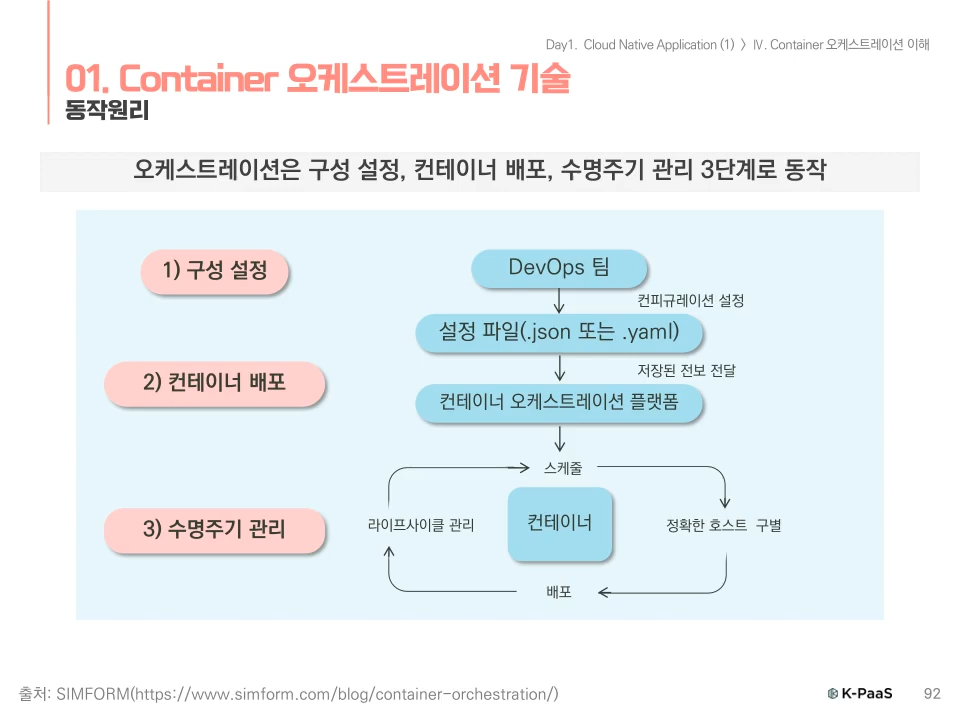 Day1. Cloud Native Application (1) 〉 Ⅳ. Container 오케스트레이션 이해
01. Container 오케스트레이션 기술
동작원리
오케스트레이션은 구성 설정, 컨테이너 배포, 수명주기 관리 3단계로 동작
1) 구성 설정
DevOps 팀
컨피규레이션 설정
설정 파일(.json 또는 .yaml)
2) 컨테이너 배포
저장된 전보 전달
컨테이너 오케스트레이션 플랫폼
스케줄
3) 수명주기 관리
라이프사이클 관리
컨테이너
정확한 호스트 구별
배포
출처: SIMFORM(https://www.simform.com/blog/container-orchestration/)
K-PaaS
92